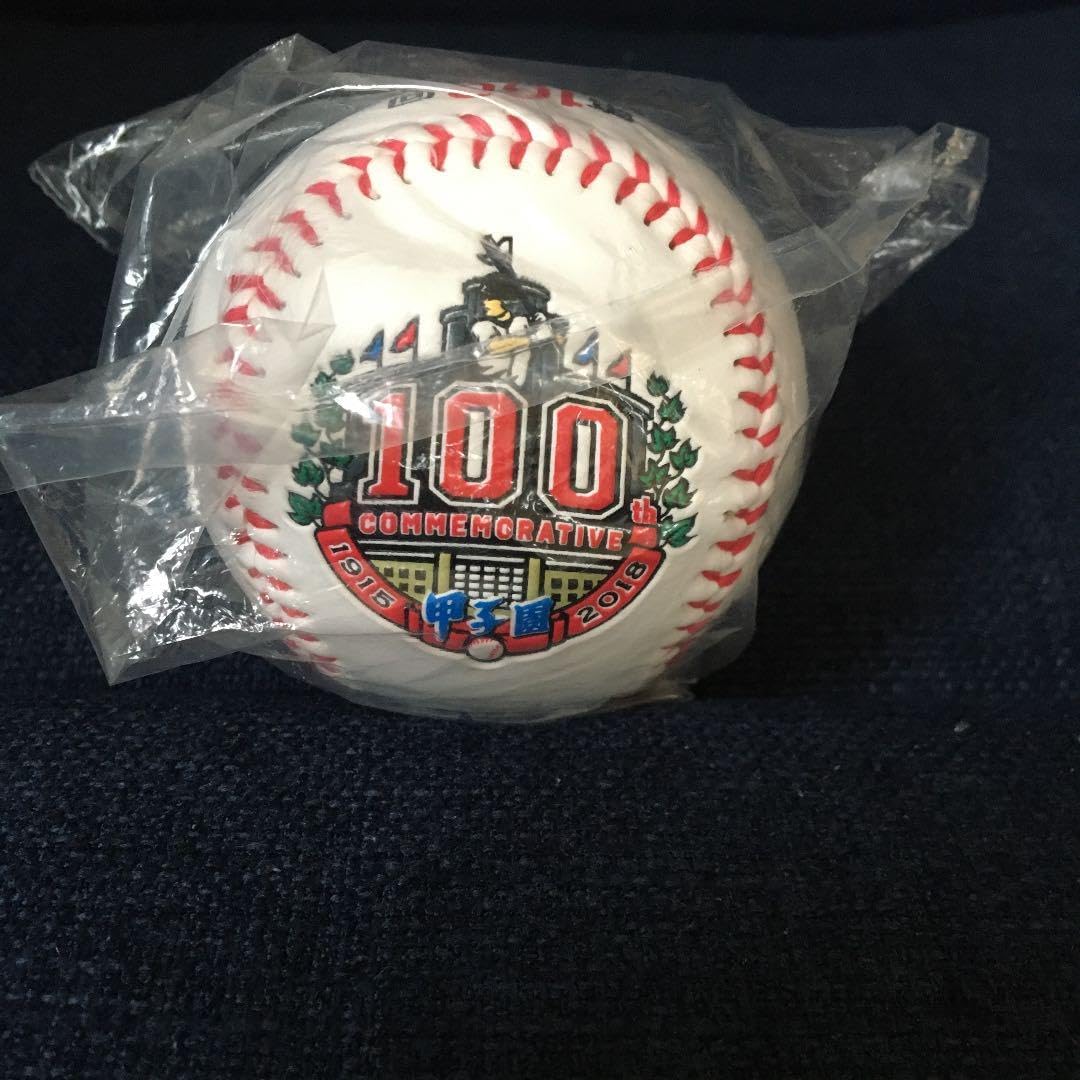 100th
COMMEMORATIVE
1915 2018
甲子園